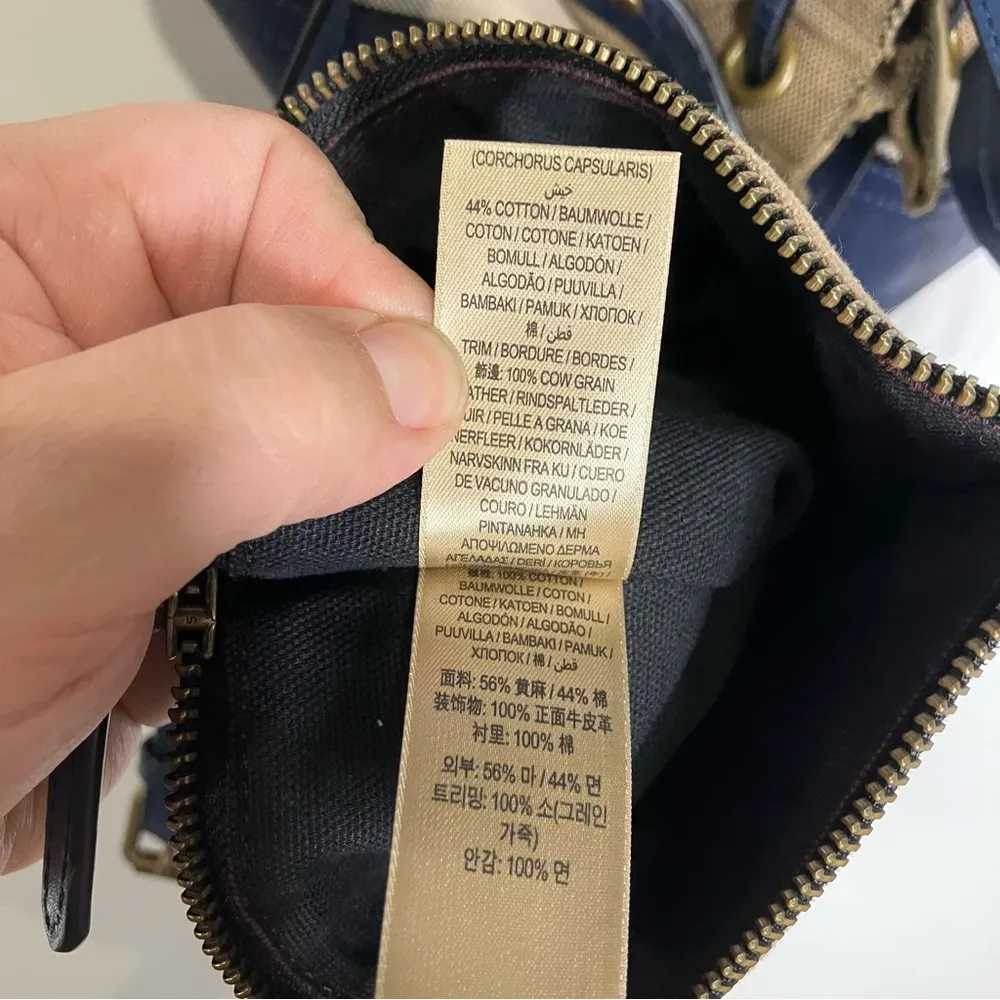 (CORCHORUS CAPSULARIS)
جيش
44% COTTON / BAUMWOLLE /
COTON / COTONE / KATOEN /
BOMULL / ALGODÓN /
ALGODÃO / PUUVILLA /
BAMBAKI / PAMUK / ХЛОПОК /
棉 / قطن
TRIM / BORDURE / BORDES /
飾邊: 100% COW GRAIN
ATHER / RINDSPALTLEDER /
UIR / PELLE A GRANA / KOE
NERFLEER / KOKORNLÄDER /
NARVSKINN FRA KU / CUERO
DE VACUNO GRANULADO /
COURO / LEHMÄN
PINTANAHKA / MH
ΑΠΟΨΙΛΩΜΕΝΟ ΔΕΡΜΑ
ΑΓΕΛΑΔΑΣ / DERİ / КОРОВЬЯ
100% COTTON /
BAUMWOLLE / COTON /
COTONE / KATOEN / BOMULL /
ALGODÓN / ALGODÃO /
PUUVILLA / BAMBAKI / PAMUK /
ХЛОПОК / 棉 / قطن
面料: 56% 黄麻 / 44% 棉
装饰物: 100% 正面牛皮革
衬里: 100% 棉
외부: 56% 마 / 44% 면
트리밍: 100% 소(그레인
가죽)
안감: 100% 면